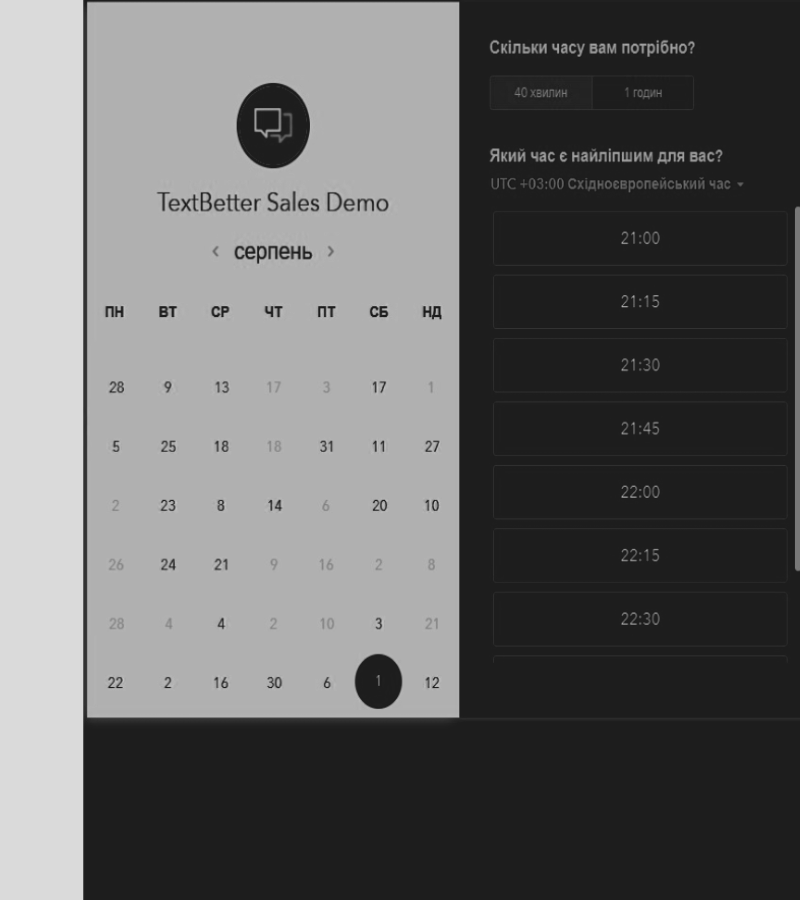 TextBetter Sales Demo
‹ серпень ›
ПН ВТ СР ЧТ ПТ СБ НД
28 9 13 17 3 17 1
5 25 18 18 31 11 27
2 23 8 14 6 20 10
26 24 21 9 16 2 8
28 4 4 2 10 3 21
22 2 16 30 6 1 12
Скільки часу вам потрібно?
40 хвилин 1 годин
Який час є найліпшим для вас?
UTC +03:00 Східноєвропейський час
21:00
21:15
21:30
21:45
22:00
22:15
22:30